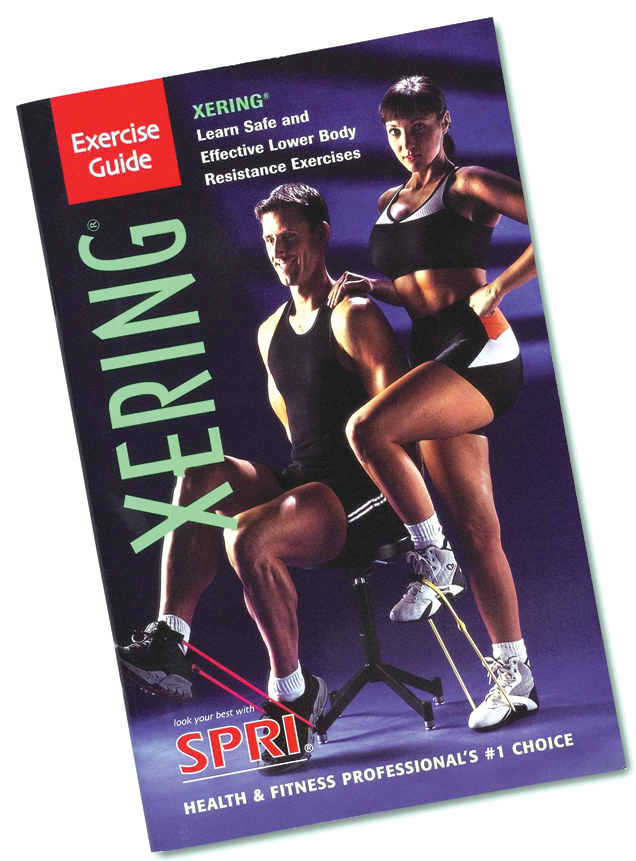 Exercise
Guide
XERING®
Learn Safe and
Effective Lower Body
Resistance Exercises
XERING®
look your best with
SPRI®
HEALTH & FITNESS PROFESSIONAL'S #1 CHOICE